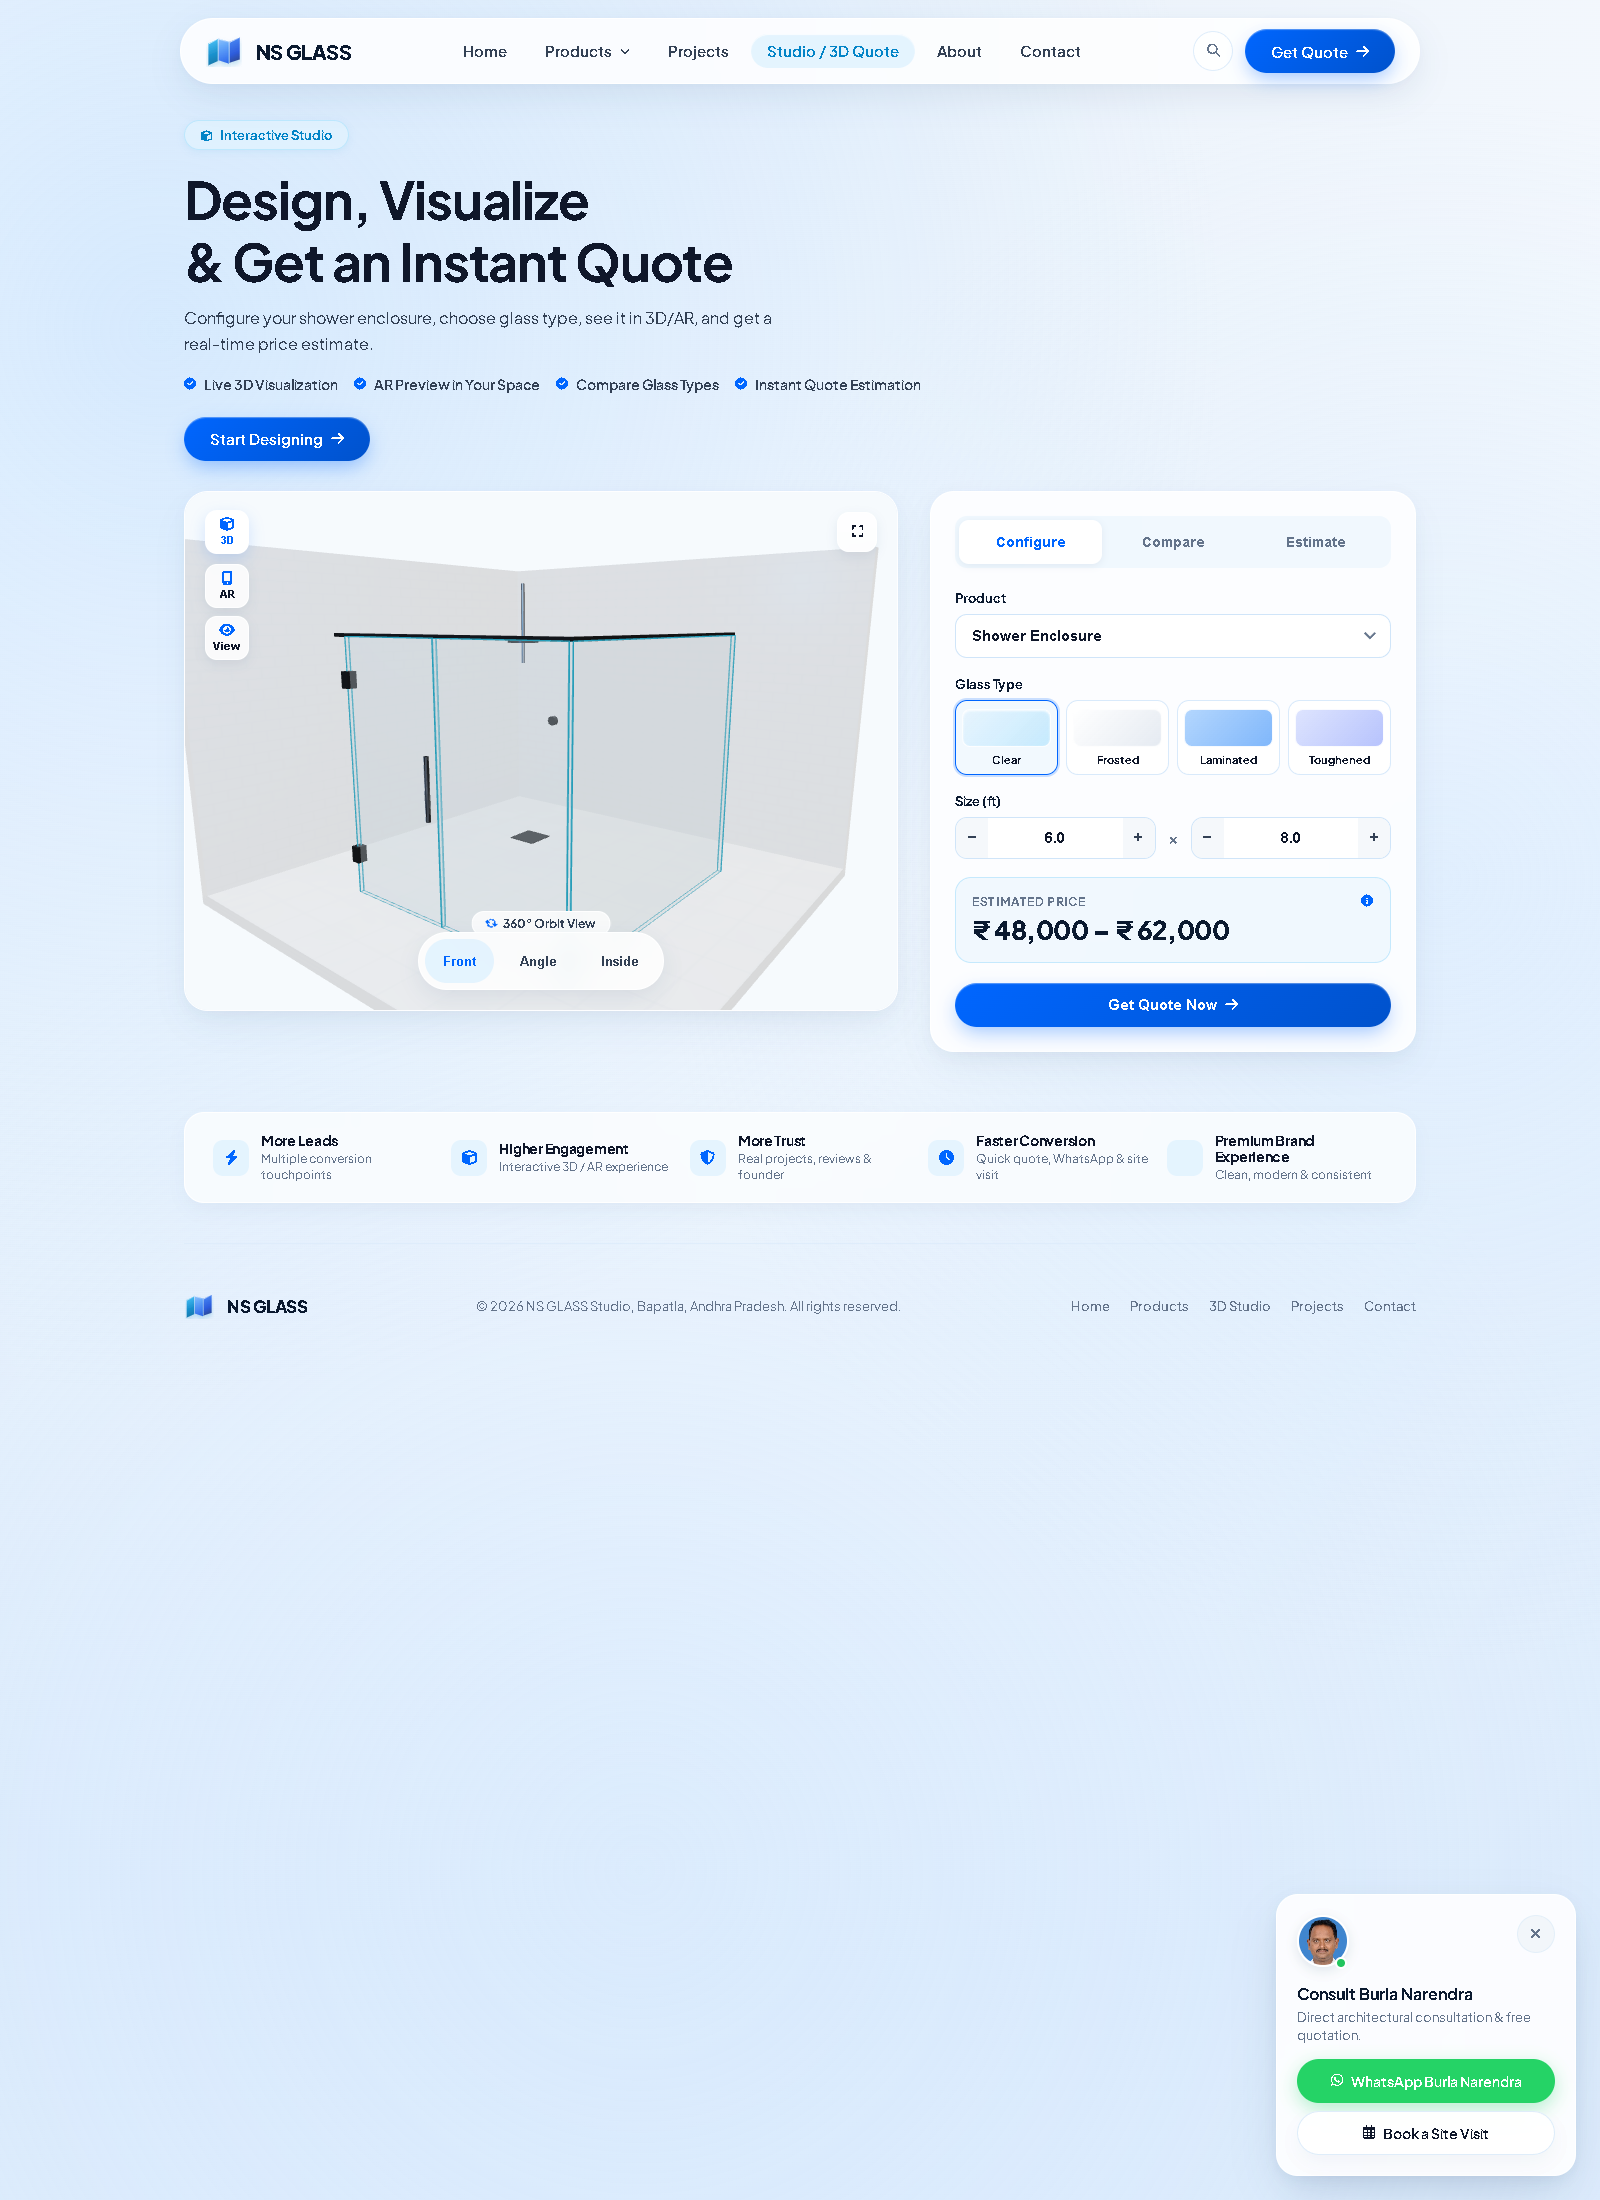 NS GLASS
Home
Products
Projects
Studio / 3D Quote
About
Contact
Get Quote
Interactive Studio
Design, Visualize
& Get an Instant Quote
Configure your shower enclosure, choose glass type, see it in 3D/AR, and get a
real-time price estimate.
Live 3D Visualization
AR Preview in Your Space
Compare Glass Types
Instant Quote Estimation
Start Designing
3D
AR
View
360° Orbit View
Front
Angle
Inside
Configure
Compare
Estimate
Product
Shower Enclosure
Glass Type
Clear
Frosted
Laminated
Toughened
Size (ft)
− 6.0 + × − 8.0 +
ESTIMATED PRICE
₹ 48,000 – ₹ 62,000
Get Quote Now
More Leads
Multiple conversion
touchpoints
Higher Engagement
Interactive 3D / AR experience
More Trust
Real projects, reviews &
founder
Faster Conversion
Quick quote, WhatsApp & site
visit
Premium Brand
Experience
Clean, modern & consistent
NS GLASS
© 2026 NS GLASS Studio, Bapatla, Andhra Pradesh. All rights reserved.
Home
Products
3D Studio
Projects
Contact
Consult Burla Narendra
Direct architectural consultation & free
quotation.
WhatsApp Burla Narendra
Book a Site Visit